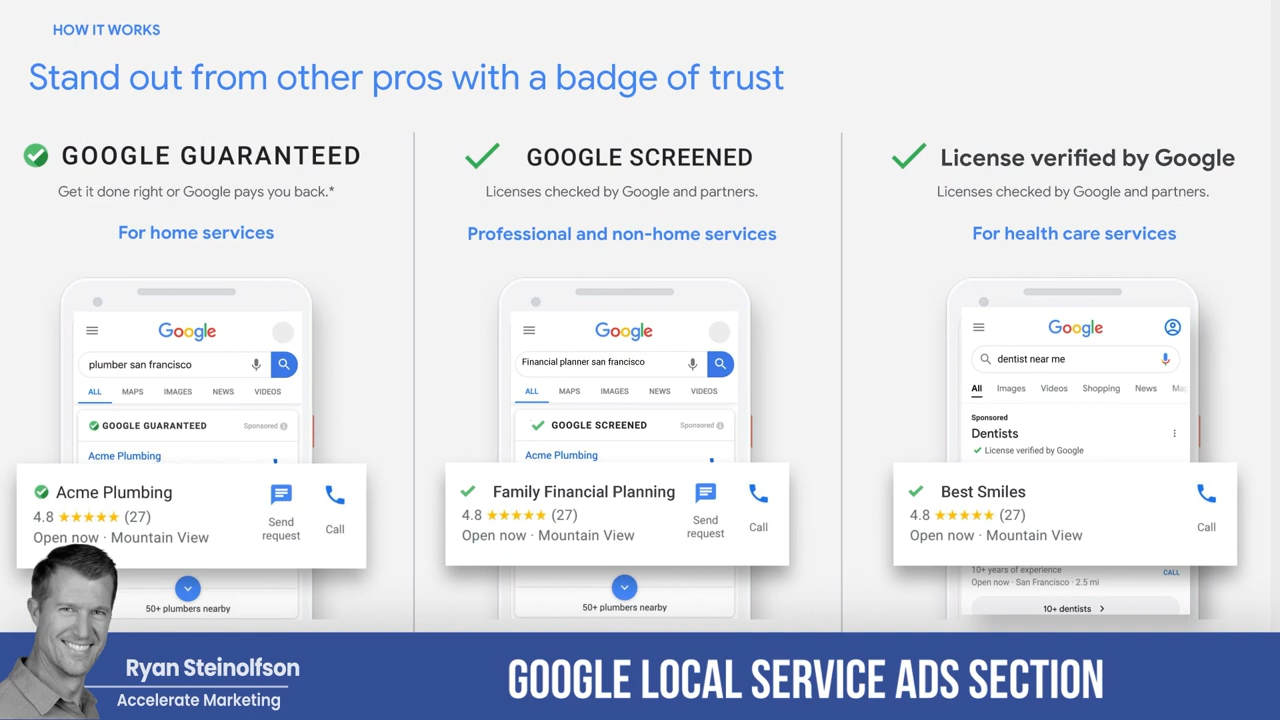 HOW IT WORKS
Stand out from other pros with a badge of trust
GOOGLE GUARANTEED
Get it done right or Google pays you back.*
For home services
Google
plumber san francisco
ALL MAPS IMAGES NEWS VIDEOS
GOOGLE GUARANTEED Sponsored
Acme Plumbing
Acme Plumbing
4.8 ★★★★★ (27)
Open now · Mountain View
Send
request
Call
50+ plumbers nearby
GOOGLE SCREENED
Licenses checked by Google and partners.
Professional and non-home services
Google
Financial planner san francisco
ALL MAPS IMAGES NEWS VIDEOS
GOOGLE SCREENED Sponsored
Acme Plumbing
Family Financial Planning
4.8 ★★★★★ (27)
Open now · Mountain View
Send
request
Call
50+ plumbers nearby
License verified by Google
Licenses checked by Google and partners.
For health care services
Google
dentist near me
All Images Videos Shopping News Map
Sponsored
Dentists
License verified by Google
Best Smiles
4.8 ★★★★★ (27)
Open now · Mountain View
Call
10+ years of experience
Open now · San Francisco · 2.5 mi
CALL
10+ dentists
Ryan Steinolfson
Accelerate Marketing
GOOGLE LOCAL SERVICE ADS SECTION